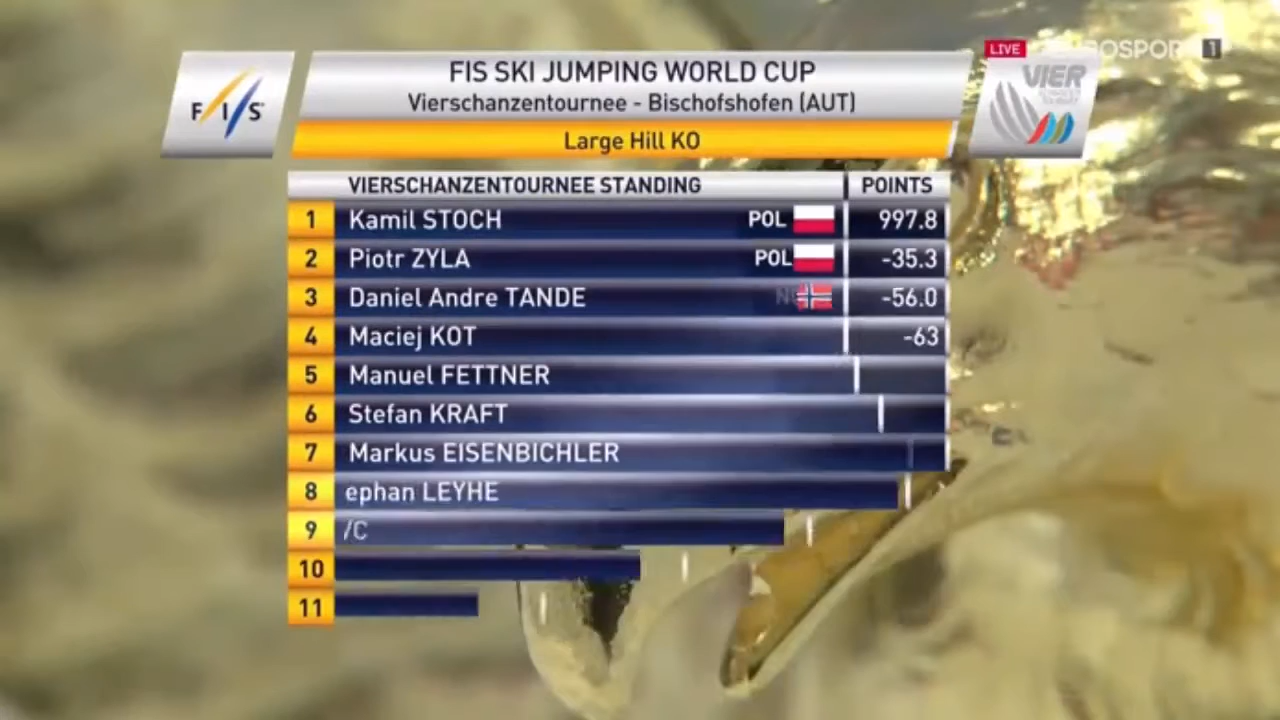 LIVE EUROSPORT 1
FIS
FIS SKI JUMPING WORLD CUP
Vierschanzentournee - Bischofshofen (AUT)
VIER
Large Hill KO
VIERSCHANZENTOURNEE STANDING POINTS
1 Kamil STOCH POL 997.8
2 Piotr ZYLA POL -35.3
3 Daniel Andre TANDE -56.0
4 Maciej KOT -63
5 Manuel FETTNER
6 Stefan KRAFT
7 Markus EISENBICHLER
8 ephan LEYHE
9
10
11